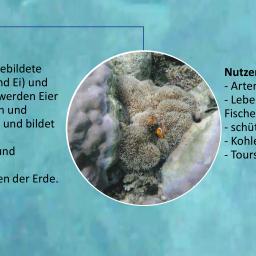 ebildete
nd Ei) und
werden Eier
n und
und bildet
und
en der Erde.
Nutzen
- Arten
- Lebe
Fische
- schüt
- Kohle
- Tours